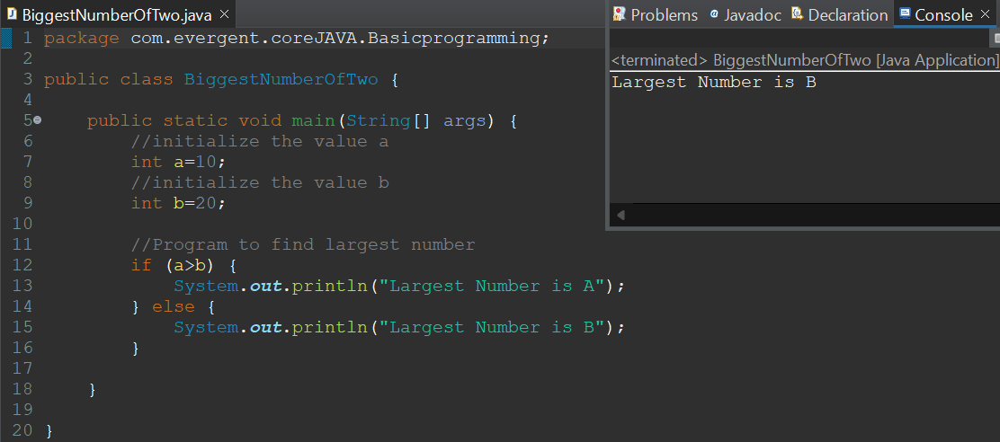 BiggestNumberOfTwo.java
1 package com.evergent.coreJAVA.Basicprogramming;
2
3 public class BiggestNumberOfTwo {
4
5     public static void main(String[] args) {
6         //initialize the value a
7         int a=10;
8         //initialize the value b
9         int b=20;
10
11         //Program to find largest number
12         if (a>b) {
13             System.out.println("Largest Number is A");
14         } else {
15             System.out.println("Largest Number is B");
16         }
17
18     }
19
20 }
Problems @ Javadoc Declaration Console
<terminated> BiggestNumberOfTwo [Java Application]
Largest Number is B